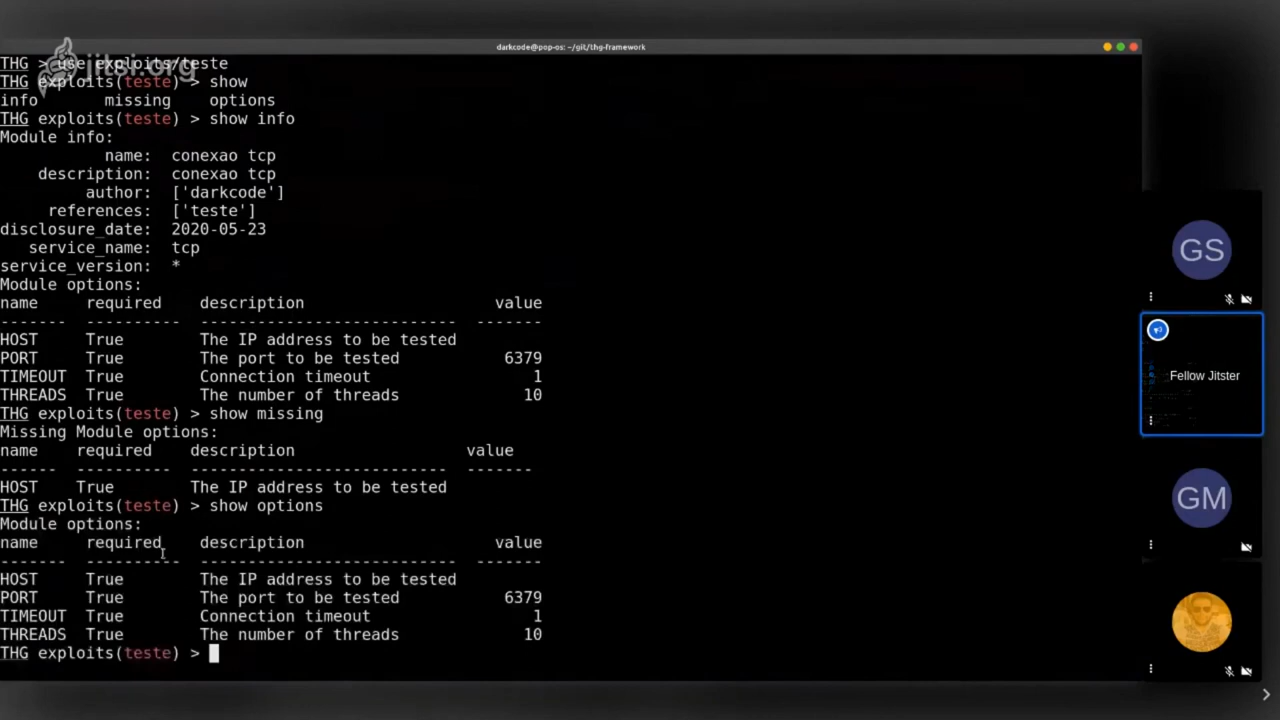 darkcode@pop-os: ~/git/thg-framework
jitsi.org
THG > use exploits/teste
THG exploits(teste) > show
info       missing    options
THG exploits(teste) > show info
Module info:
name:  conexao tcp
description:  conexao tcp
author:  ['darkcode']
references:  ['teste']
disclosure_date:  2020-05-23
service_name:  tcp
service_version:  *
Module options:
name     required    description                    value
-------  ----------  ---------------------------  -------
HOST     True        The IP address to be tested
PORT     True        The port to be tested           6379
TIMEOUT  True        Connection timeout                 1
THREADS  True        The number of threads             10
THG exploits(teste) > show missing
Missing Module options:
name    required    description                  value
------  ----------  ---------------------------  -------
HOST    True        The IP address to be tested
THG exploits(teste) > show options
Module options:
name     required    description                    value
-------  ----------  ---------------------------  -------
HOST     True        The IP address to be tested
PORT     True        The port to be tested           6379
TIMEOUT  True        Connection timeout                 1
THREADS  True        The number of threads             10
THG exploits(teste) >
GS
Fellow Jitster
GM